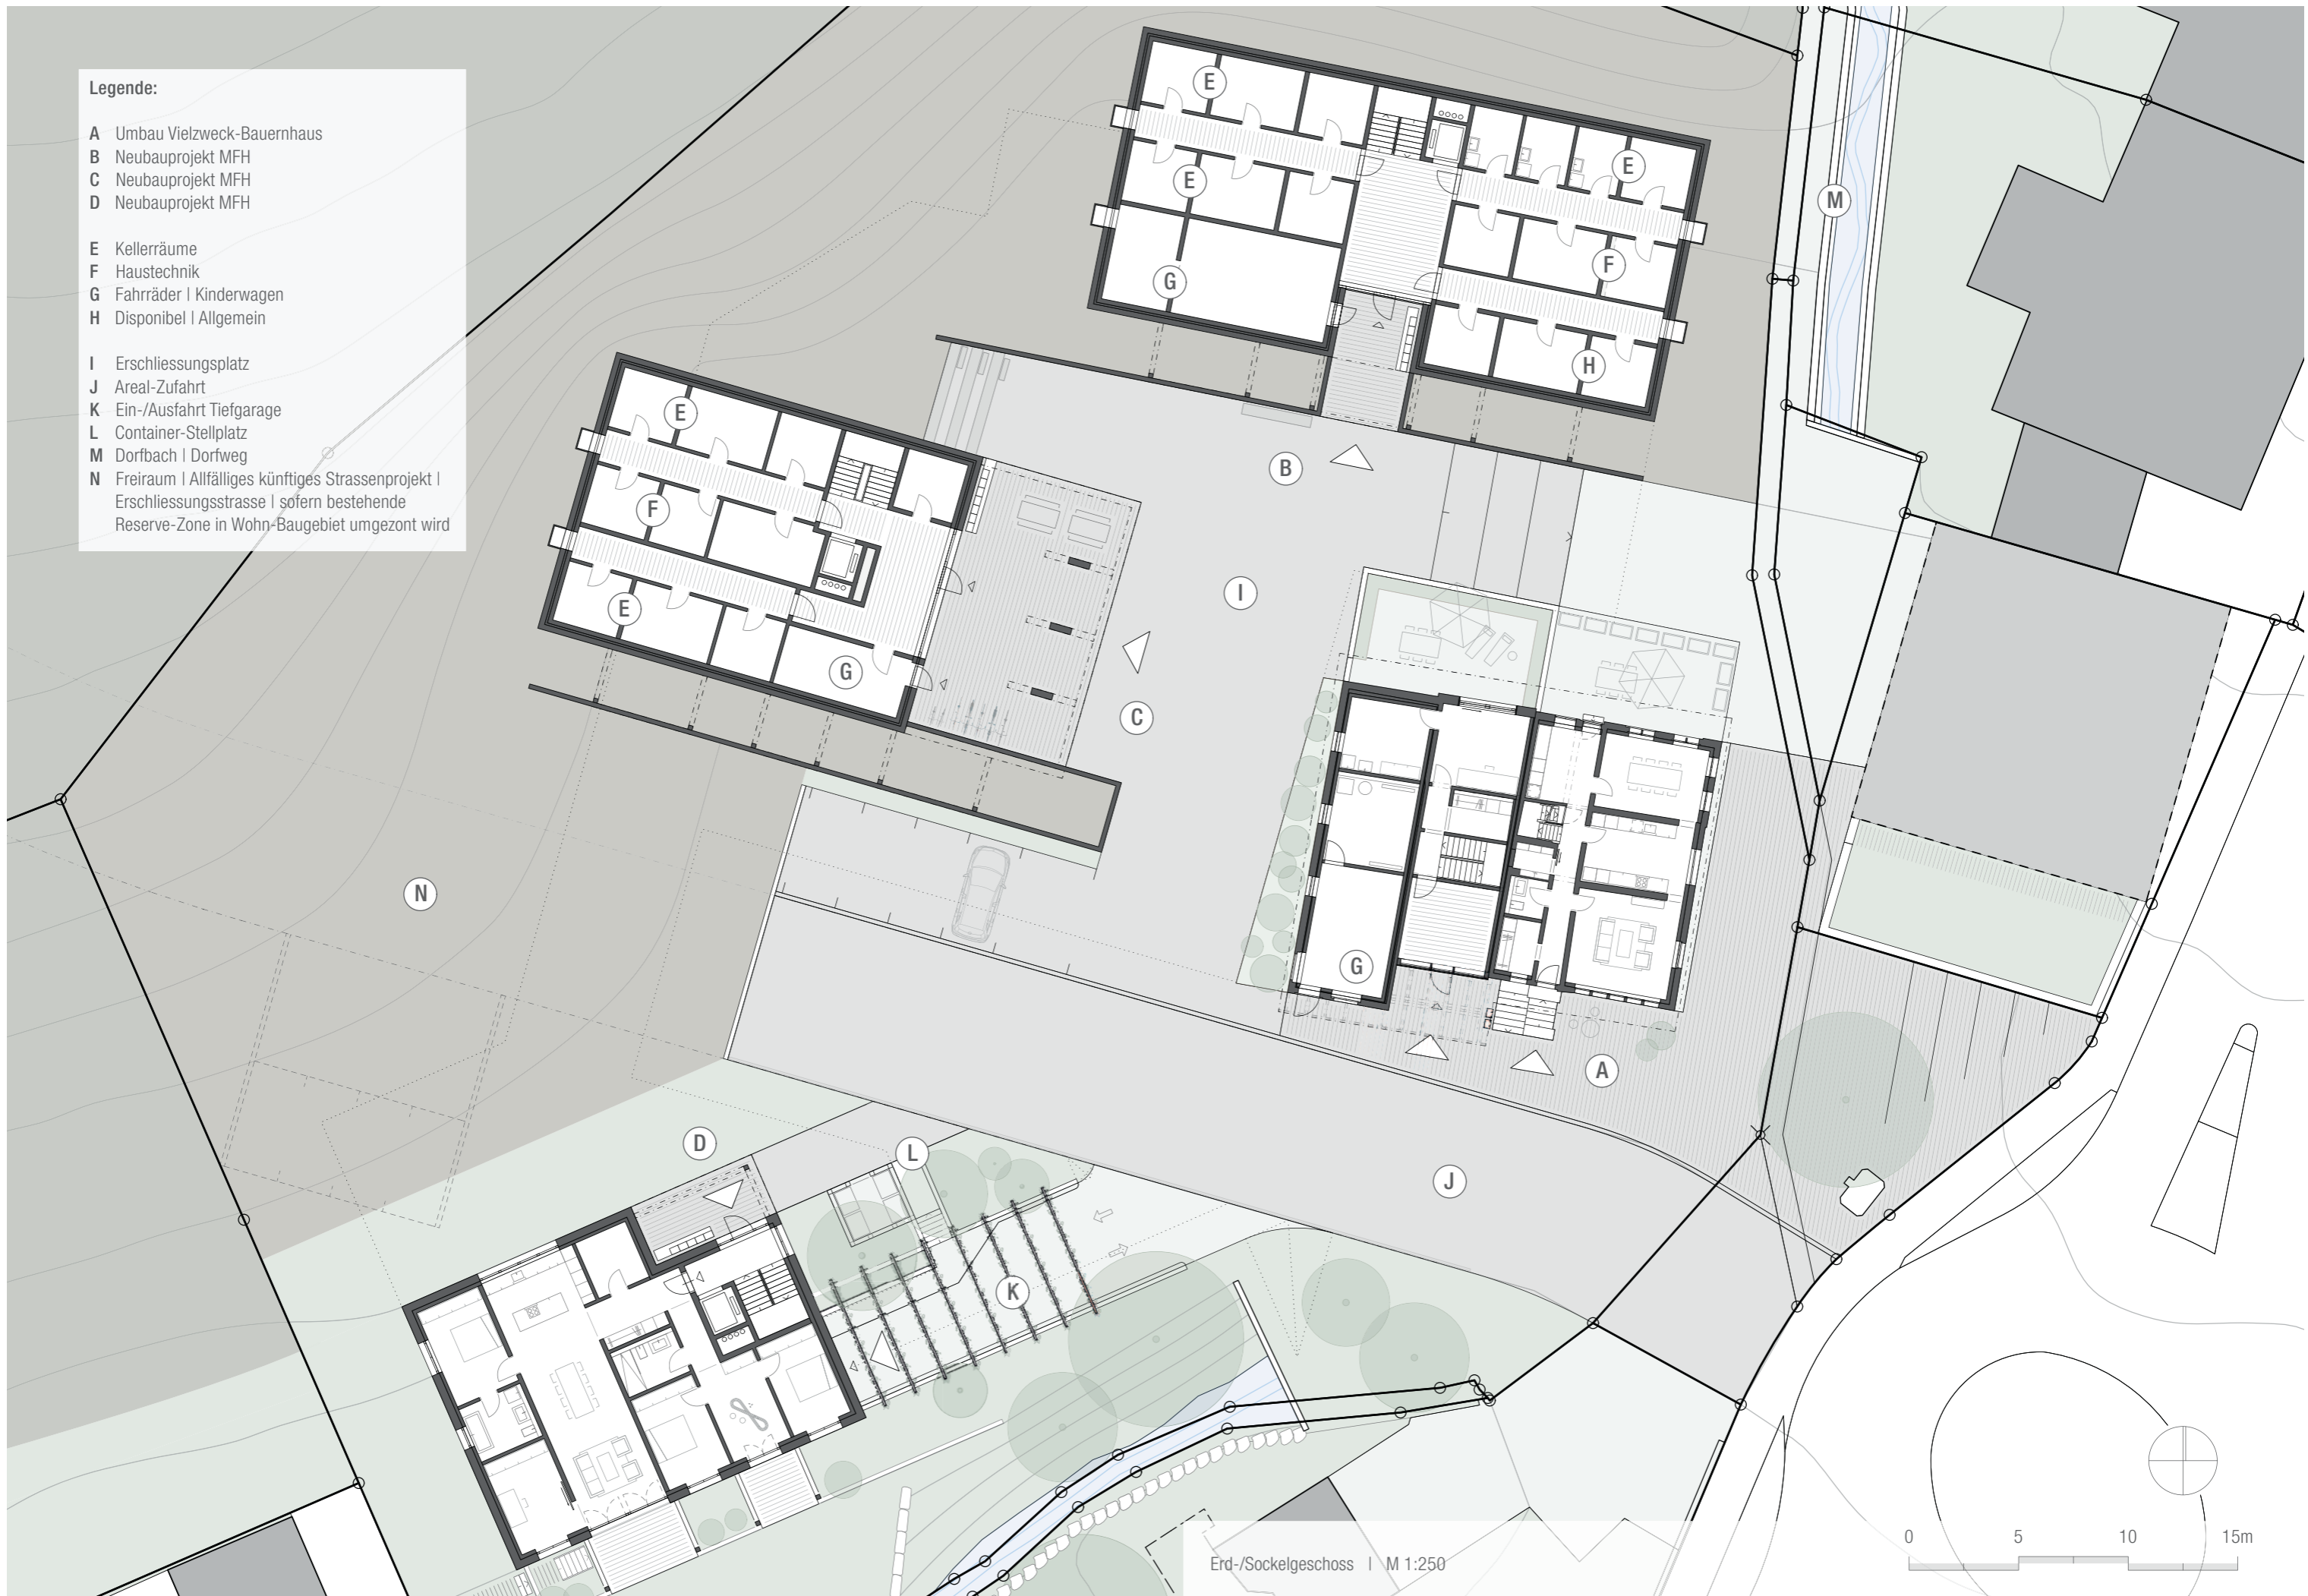 Legende:
A Umbau Vielzweck-Bauernhaus
B Neubauprojekt MFH
C Neubauprojekt MFH
D Neubauprojekt MFH
E Kellerräume
F Haustechnik
G Fahrräder | Kinderwagen
H Disponibel | Allgemein
I Erschliessungsplatz
J Areal-Zufahrt
K Ein-/Ausfahrt Tiefgarage
L Container-Stellplatz
M Dorfbach | Dorfweg
N Freiraum | Allfälliges künftiges Strassenprojekt |
Erschliessungsstrasse | sofern bestehende
Reserve-Zone in Wohn-Baugebiet umgezont wird
E
E
E
M
F
G
H
E
B
F
I
E
G
C
N
G
A
D
L
J
K
0 5 10 15m
Erd-/Sockelgeschoss | M 1:250